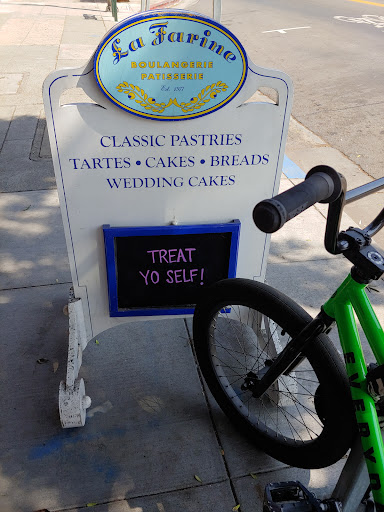 La Farine
BOULANGERIE
PATISSERIE
Est. 1977
CLASSIC PASTRIES
TARTES • CAKES • BREADS
WEDDING CAKES
TREAT
YO SELF!